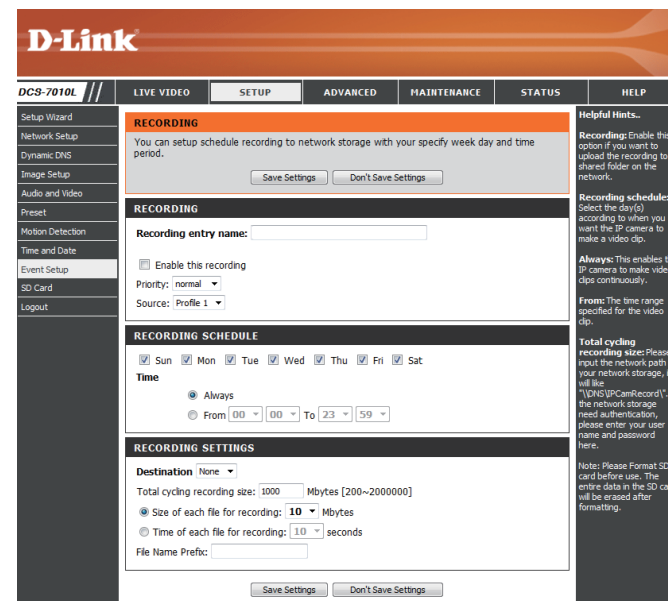 D-Link
DCS-7010L
LIVE VIDEO
SETUP
ADVANCED
MAINTENANCE
STATUS
HELP
Setup Wizard
Network Setup
Dynamic DNS
Image Setup
Audio and Video
Preset
Motion Detection
Time and Date
Event Setup
SD Card
Logout
RECORDING
You can setup schedule recording to network storage with your specify week day and time
period.
Save Settings Don't Save Settings
RECORDING
Recording entry name:
Enable this recording
Priority: normal
Source: Profile 1
RECORDING SCHEDULE
Sun Mon Tue Wed Thu Fri Sat
Time
Always
From 00 00 To 23 59
RECORDING SETTINGS
Destination None
Total cycling recording size: 1000 Mbytes [200~2000000]
Size of each file for recording: 10 Mbytes
Time of each file for recording: 10 seconds
File Name Prefix:
Save Settings Don't Save Settings
Helpful Hints..
Recording: Enable this
option if you want to
upload the recording to
shared folder on the
network.
Recording schedule:
Select the day(s)
according to when you
want the IP camera to
make a video clip.
Always: This enables t
IP camera to make vide
clips continuously.
From: The time range
specified for the video
clip.
Total cycling
recording size: Please
input the network path
your network storage, i
will like
"\\DNS\IPCamRecord\".
the network storage
need authentication,
please enter your user
name and password
here.
Note: Please Format SD
card before use. The
entire data in the SD ca
will be erased after
formatting.